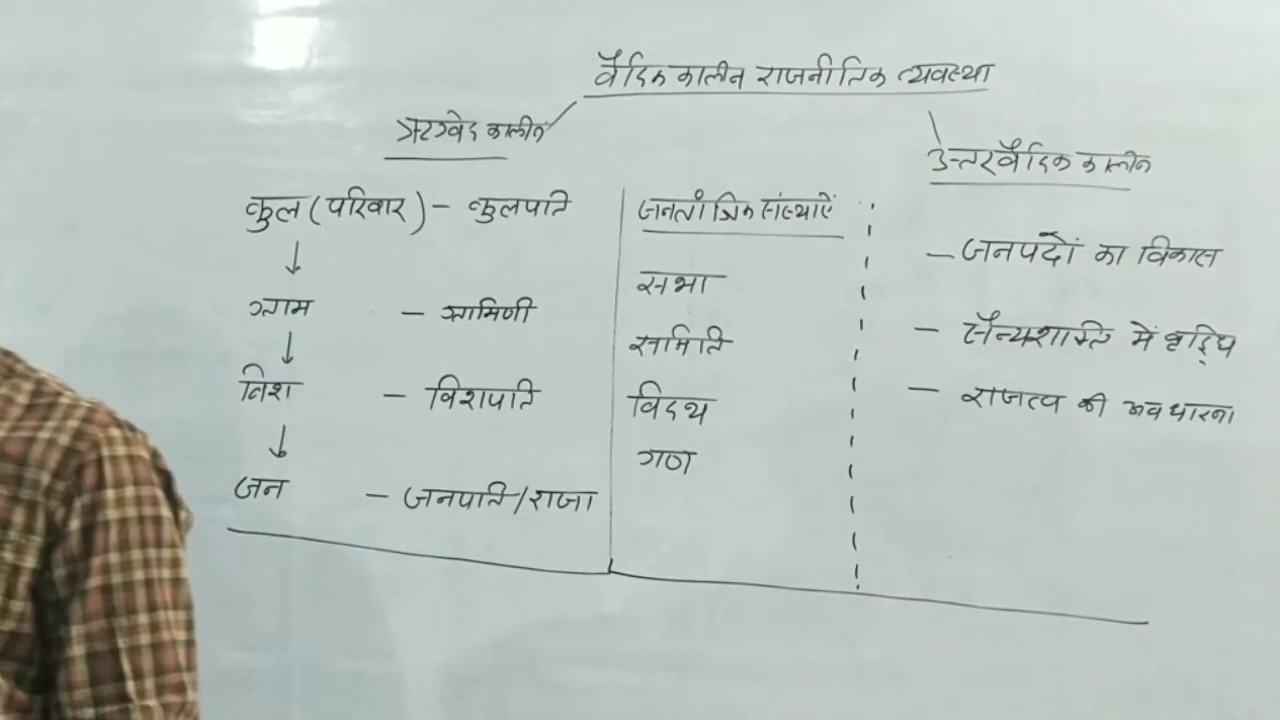 वैदिक कालीन राजनीतिक व्यवस्था
ऋग्वेद कालीन
कुल (परिवार) - कुलपति
↓
ग्राम - ग्रामिणी
↓
विश - विशपति
↓
जन - जनपति/राजा
जनतांत्रिक संस्थाऐं
सभा
समिति
विदथ
गण
उत्तरवैदिक कालीन
- जनपदों का विकास
- सैन्यशक्ति में वृद्धि
- राजत्व की अवधारना